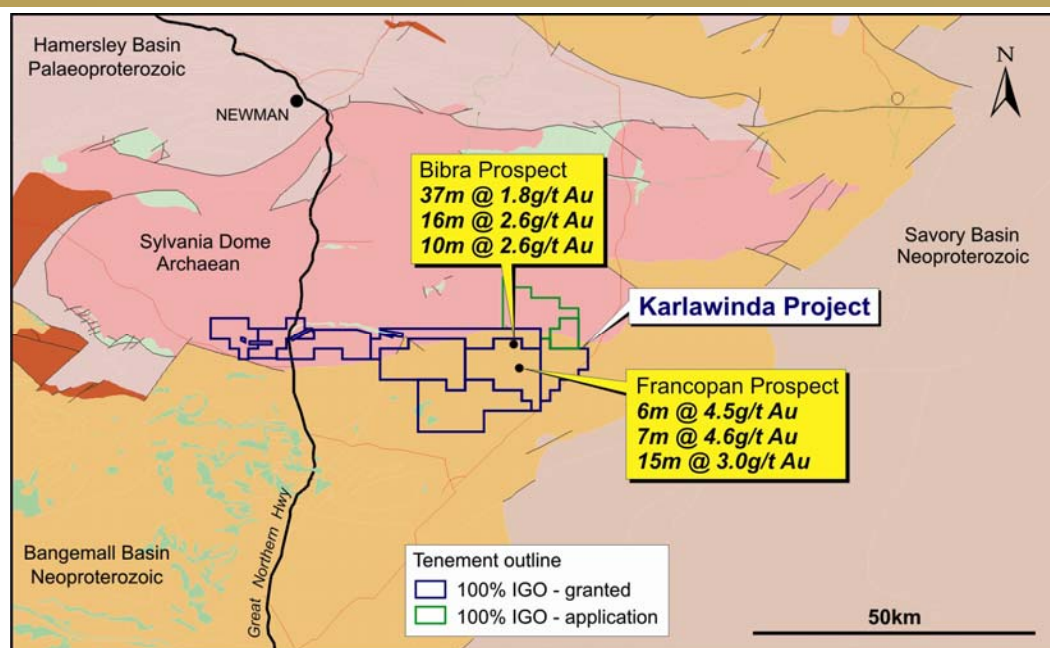 Hamersley Basin
Palaeoproterozoic
NEWMAN
N
Bibra Prospect
37m @ 1.8g/t Au
16m @ 2.6g/t Au
10m @ 2.6g/t Au
Sylvania Dome
Archaean
Savory Basin
Neoproterozoic
Karlawinda Project
Francopan Prospect
6m @ 4.5g/t Au
7m @ 4.6g/t Au
15m @ 3.0g/t Au
Great Northern Hwy
Bangemall Basin
Neoproterozoic
Tenement outline
100% IGO - granted
100% IGO - application
50km